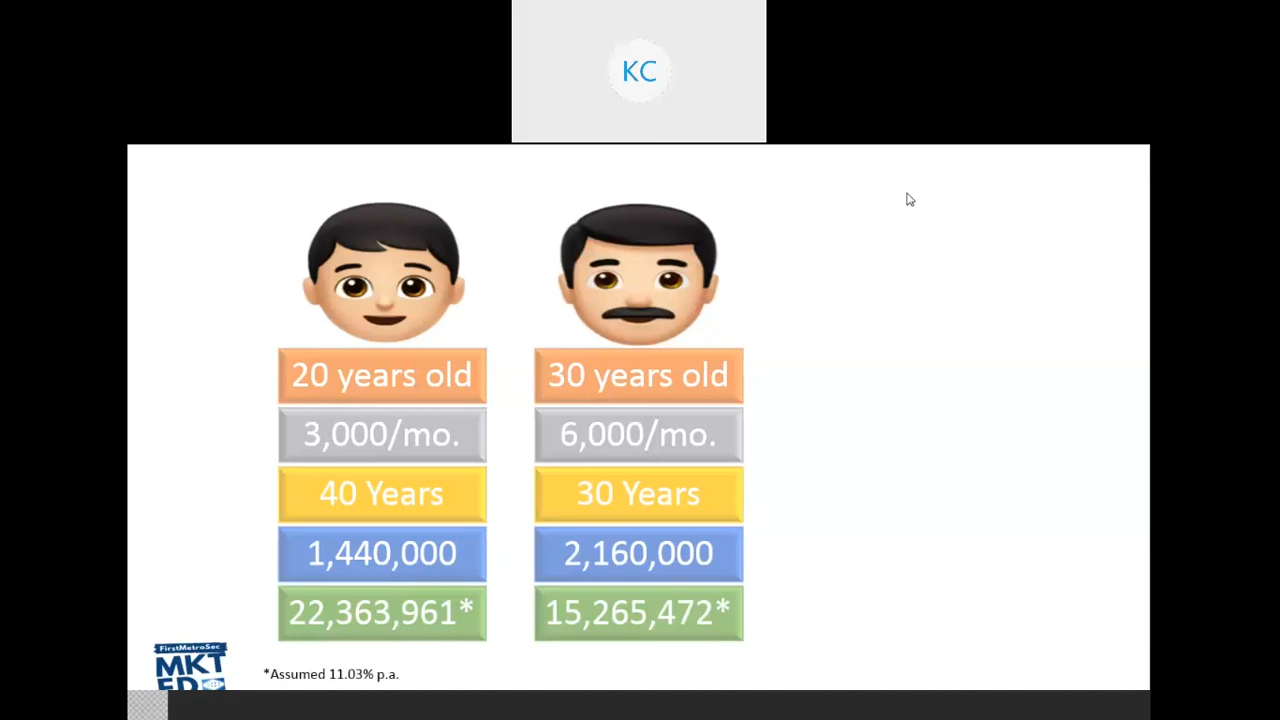 KC
20 years old
30 years old
3,000/mo.
6,000/mo.
40 Years
30 Years
1,440,000
2,160,000
22,363,961*
15,265,472*
FirstMetroSec
MKT
ED
*Assumed 11.03% p.a.